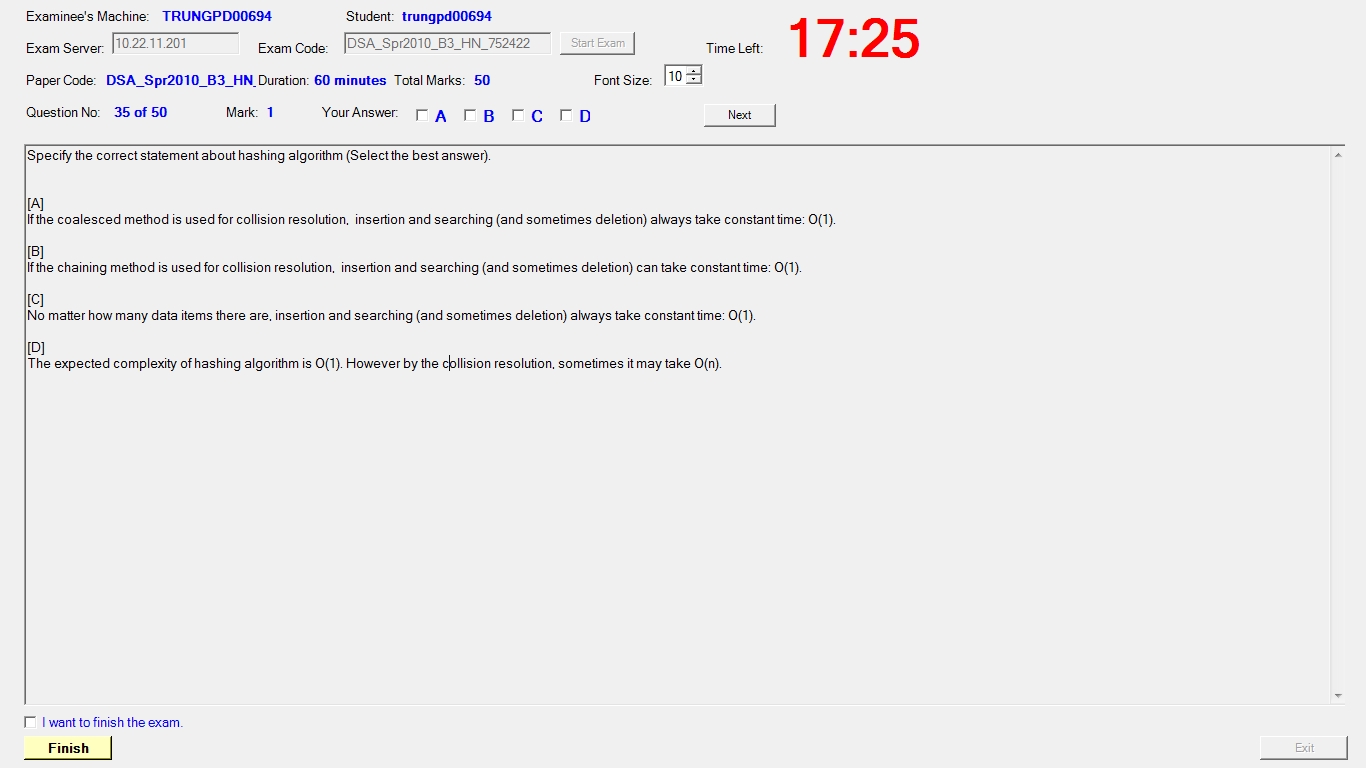 Examinee's Machine: TRUNGPD00694 Student: trungpd00694
Exam Server: 10.22.11.201 Exam Code: DSA_Spr2010_B3_HN_752422 Start Exam Time Left: 17:25
Paper Code: DSA_Spr2010_B3_HN_ Duration: 60 minutes Total Marks: 50 Font Size: 10
Question No: 35 of 50 Mark: 1 Your Answer: A B C D Next
Specify the correct statement about hashing algorithm (Select the best answer).
[A]
If the coalesced method is used for collision resolution, insertion and searching (and sometimes deletion) always take constant time: O(1).
[B]
If the chaining method is used for collision resolution, insertion and searching (and sometimes deletion) can take constant time: O(1).
[C]
No matter how many data items there are, insertion and searching (and sometimes deletion) always take constant time: O(1).
[D]
The expected complexity of hashing algorithm is O(1). However by the collision resolution, sometimes it may take O(n).
I want to finish the exam.
Finish Exit